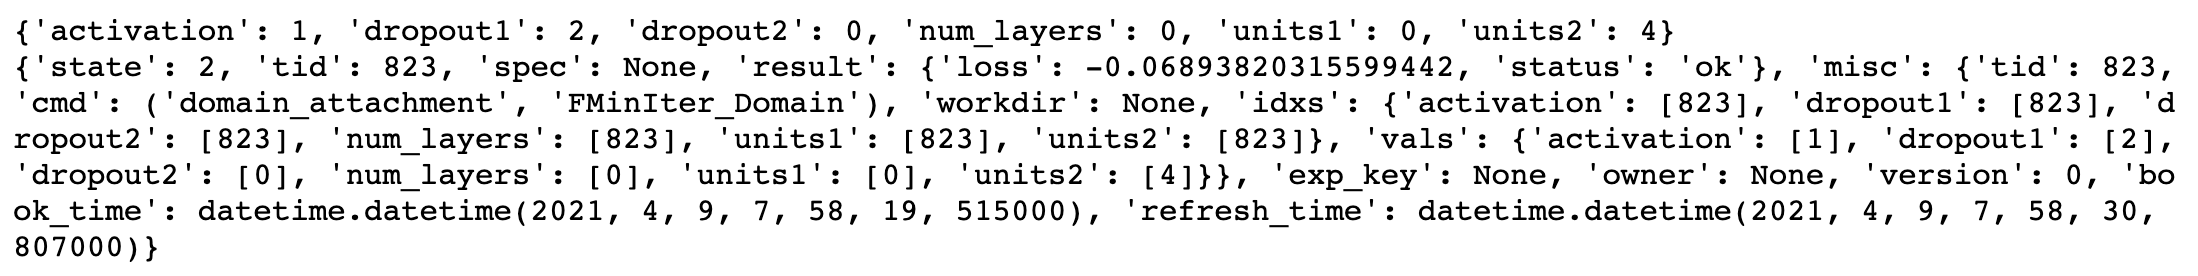 {'activation': 1, 'dropout1': 2, 'dropout2': 0, 'num_layers': 0, 'units1': 0, 'units2': 4}
{'state': 2, 'tid': 823, 'spec': None, 'result': {'loss': -0.06893820315599442, 'status': 'ok'}, 'misc': {'tid': 823,
'cmd': ('domain_attachment', 'FMinIter_Domain'), 'workdir': None, 'idxs': {'activation': [823], 'dropout1': [823], 'd
ropout2': [823], 'num_layers': [823], 'units1': [823], 'units2': [823]}, 'vals': {'activation': [1], 'dropout1': [2],
'dropout2': [0], 'num_layers': [0], 'units1': [0], 'units2': [4]}}, 'exp_key': None, 'owner': None, 'version': 0, 'bo
ok_time': datetime.datetime(2021, 4, 9, 7, 58, 19, 515000), 'refresh_time': datetime.datetime(2021, 4, 9, 7, 58, 30,
807000)}